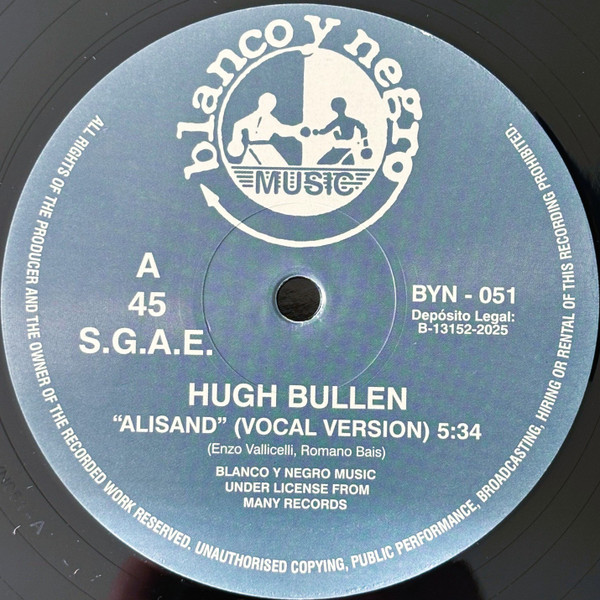 blanco y negro
MUSIC
A
45
S.G.A.E.
BYN - 051
Depósito Legal:
B-13152-2025
HUGH BULLEN
“ALISAND” (VOCAL VERSION) 5:34
(Enzo Vallicelli, Romano Bais)
BLANCO Y NEGRO MUSIC
UNDER LICENSE FROM
MANY RECORDS
ALL RIGHTS OF THE PRODUCER AND THE OWNER OF THE RECORDED WORK RESERVED. UNAUTHORISED COPYING, PUBLIC PERFORMANCE, BROADCASTING, HIRING OR RENTAL OF THIS RECORDING PROHIBITED.